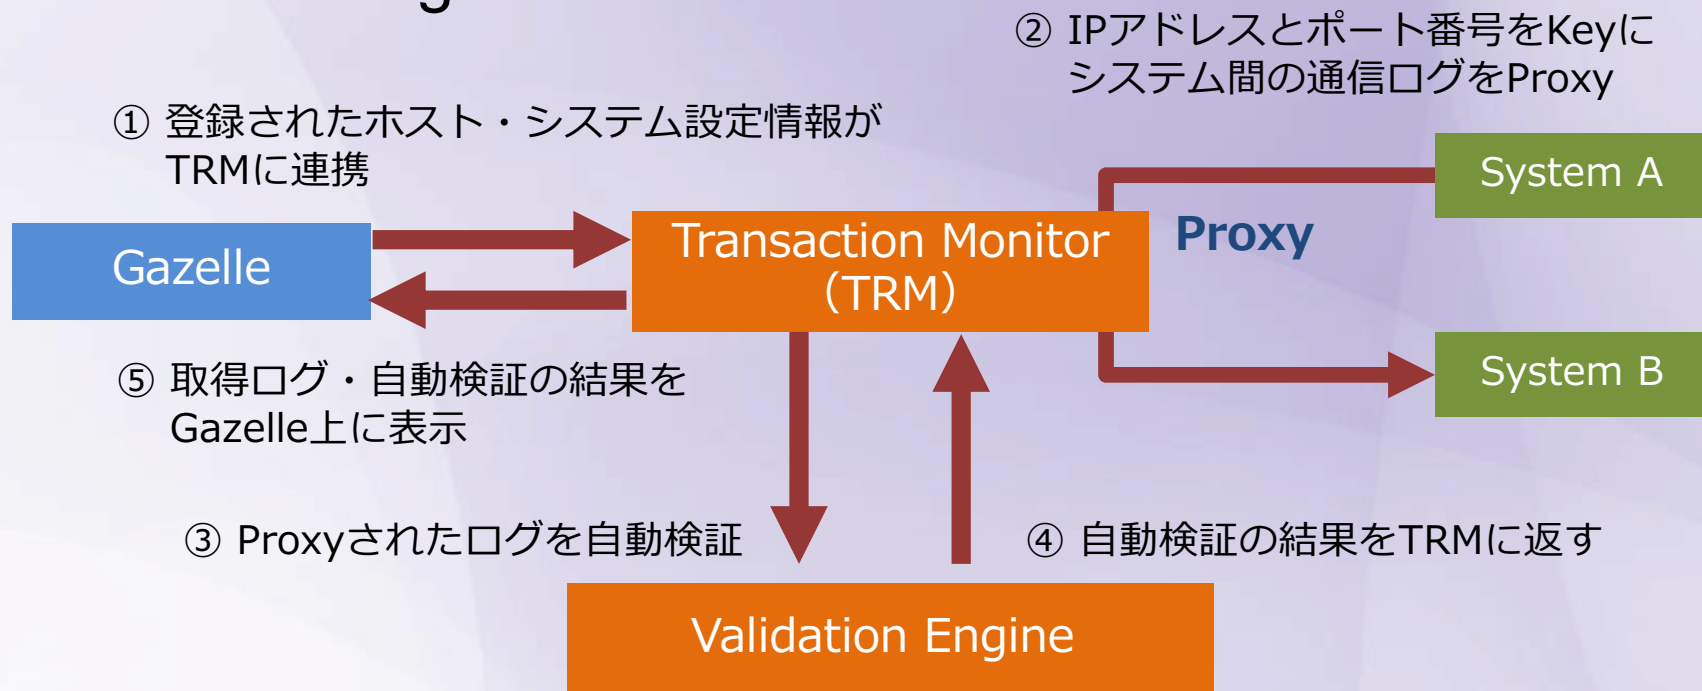 ② IPアドレスとポート番号をKeyに
システム間の通信ログをProxy
① 登録されたホスト・システム設定情報が
TRMに連携
System A
Gazelle
Transaction Monitor
（TRM）
Proxy
System B
⑤ 取得ログ・自動検証の結果を
Gazelle上に表示
③ Proxyされたログを自動検証
④ 自動検証の結果をTRMに返す
Validation Engine